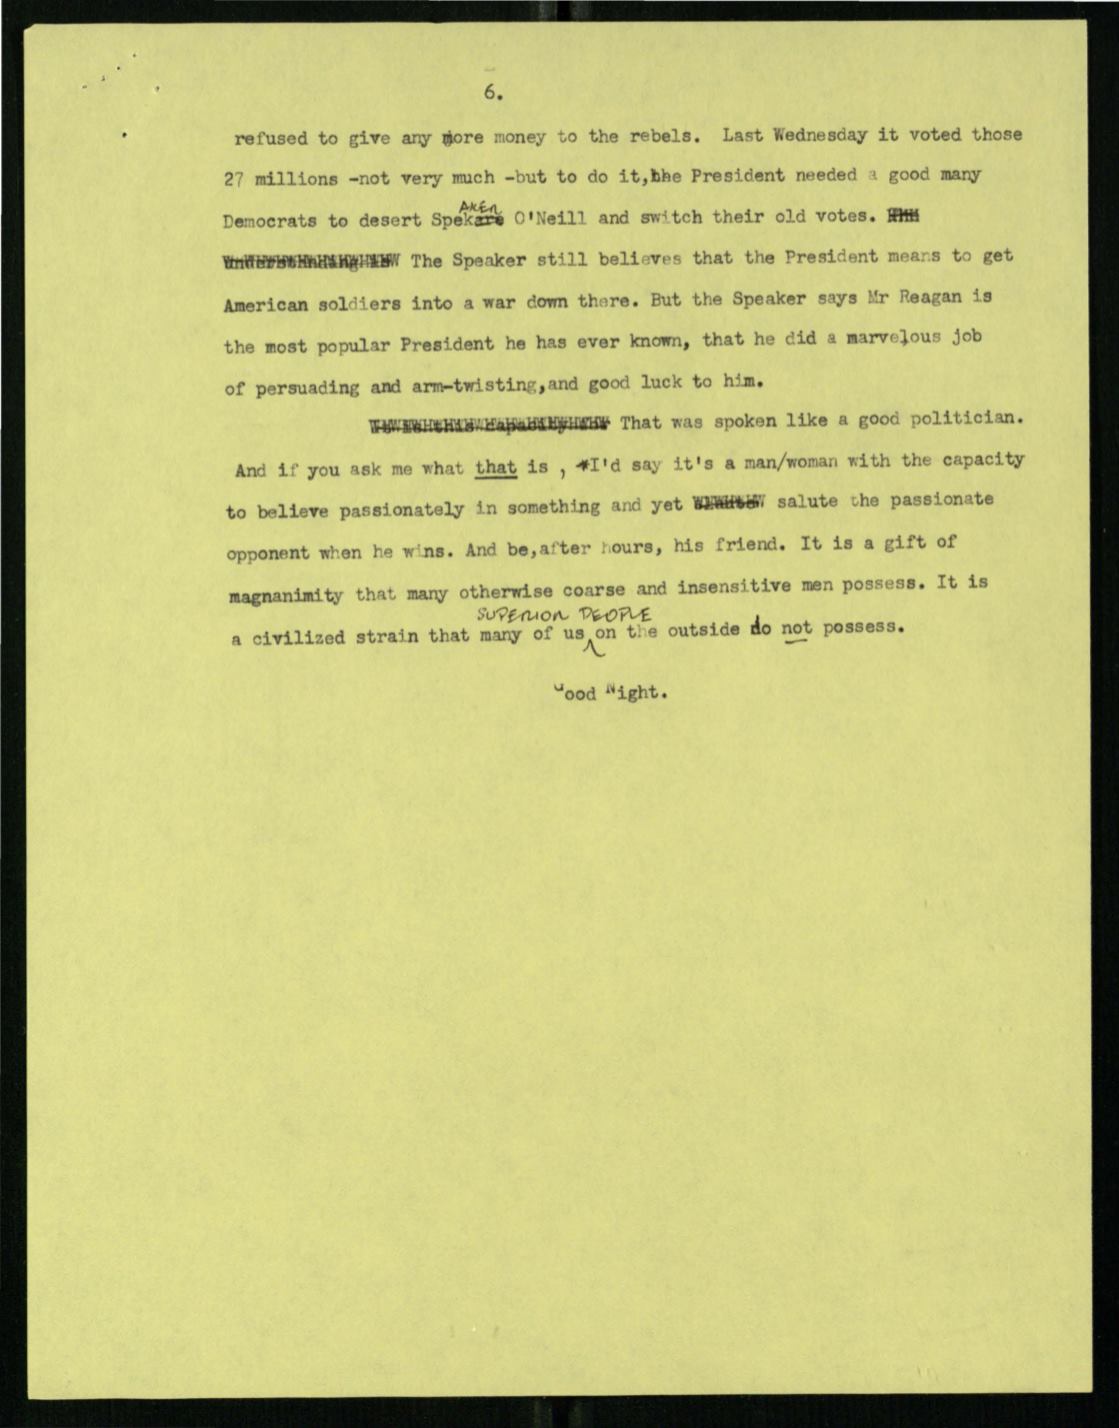 6.
refused to give any more money to the rebels. Last Wednesday it voted those
27 millions -not very much -but to do it,the President needed a good many
AKER
Democrats to desert Spekare O'Neill and switch their old votes.
The Speaker still believes that the President means to get
American soldiers into a war down there. But the Speaker says Mr Reagan is
the most popular President he has ever known, that he did a marvelous job
of persuading and arm-twisting,and good luck to him.
That was spoken like a good politician.
And if you ask me what that is , I'd say it's a man/woman with the capacity
to believe passionately in something and yet salute the passionate
opponent when he wins. And be,after hours, his friend. It is a gift of
magnanimity that many otherwise coarse and insensitive men possess. It is
SUPERIOR PEOPLE
a civilized strain that many of us on the outside do not possess.
Good Night.